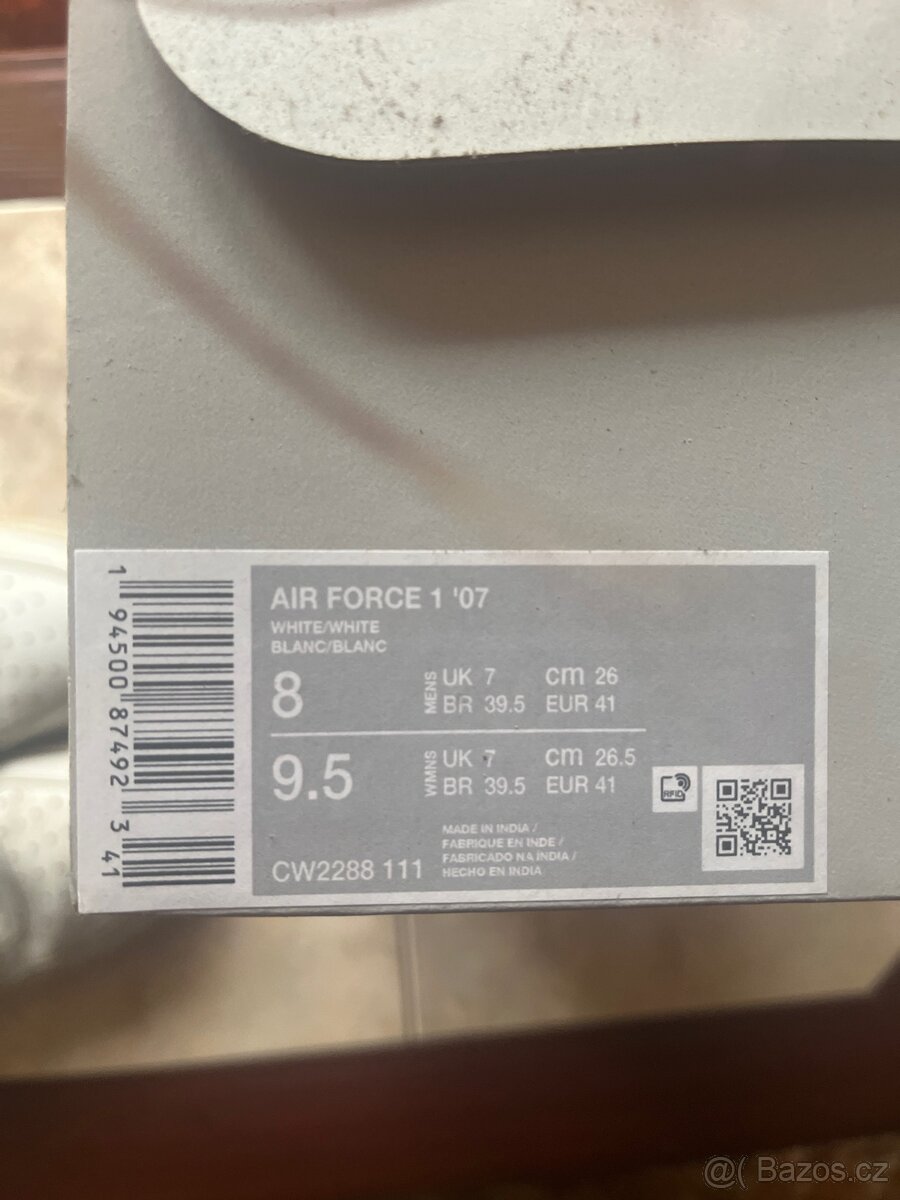 AIR FORCE 1 '07
WHITE/WHITE
BLANC/BLANC
8
MENS
UK 7 cm 26
BR 39.5 EUR 41
9.5
WMNS
UK 7 cm 26.5
BR 39.5 EUR 41
RFID
MADE IN INDIA /
FABRIQUE EN INDE /
FABRICADO NA INDIA /
HECHO EN INDIA
CW2288 111
1 94500 87492 3 41
@( Bazos.cz